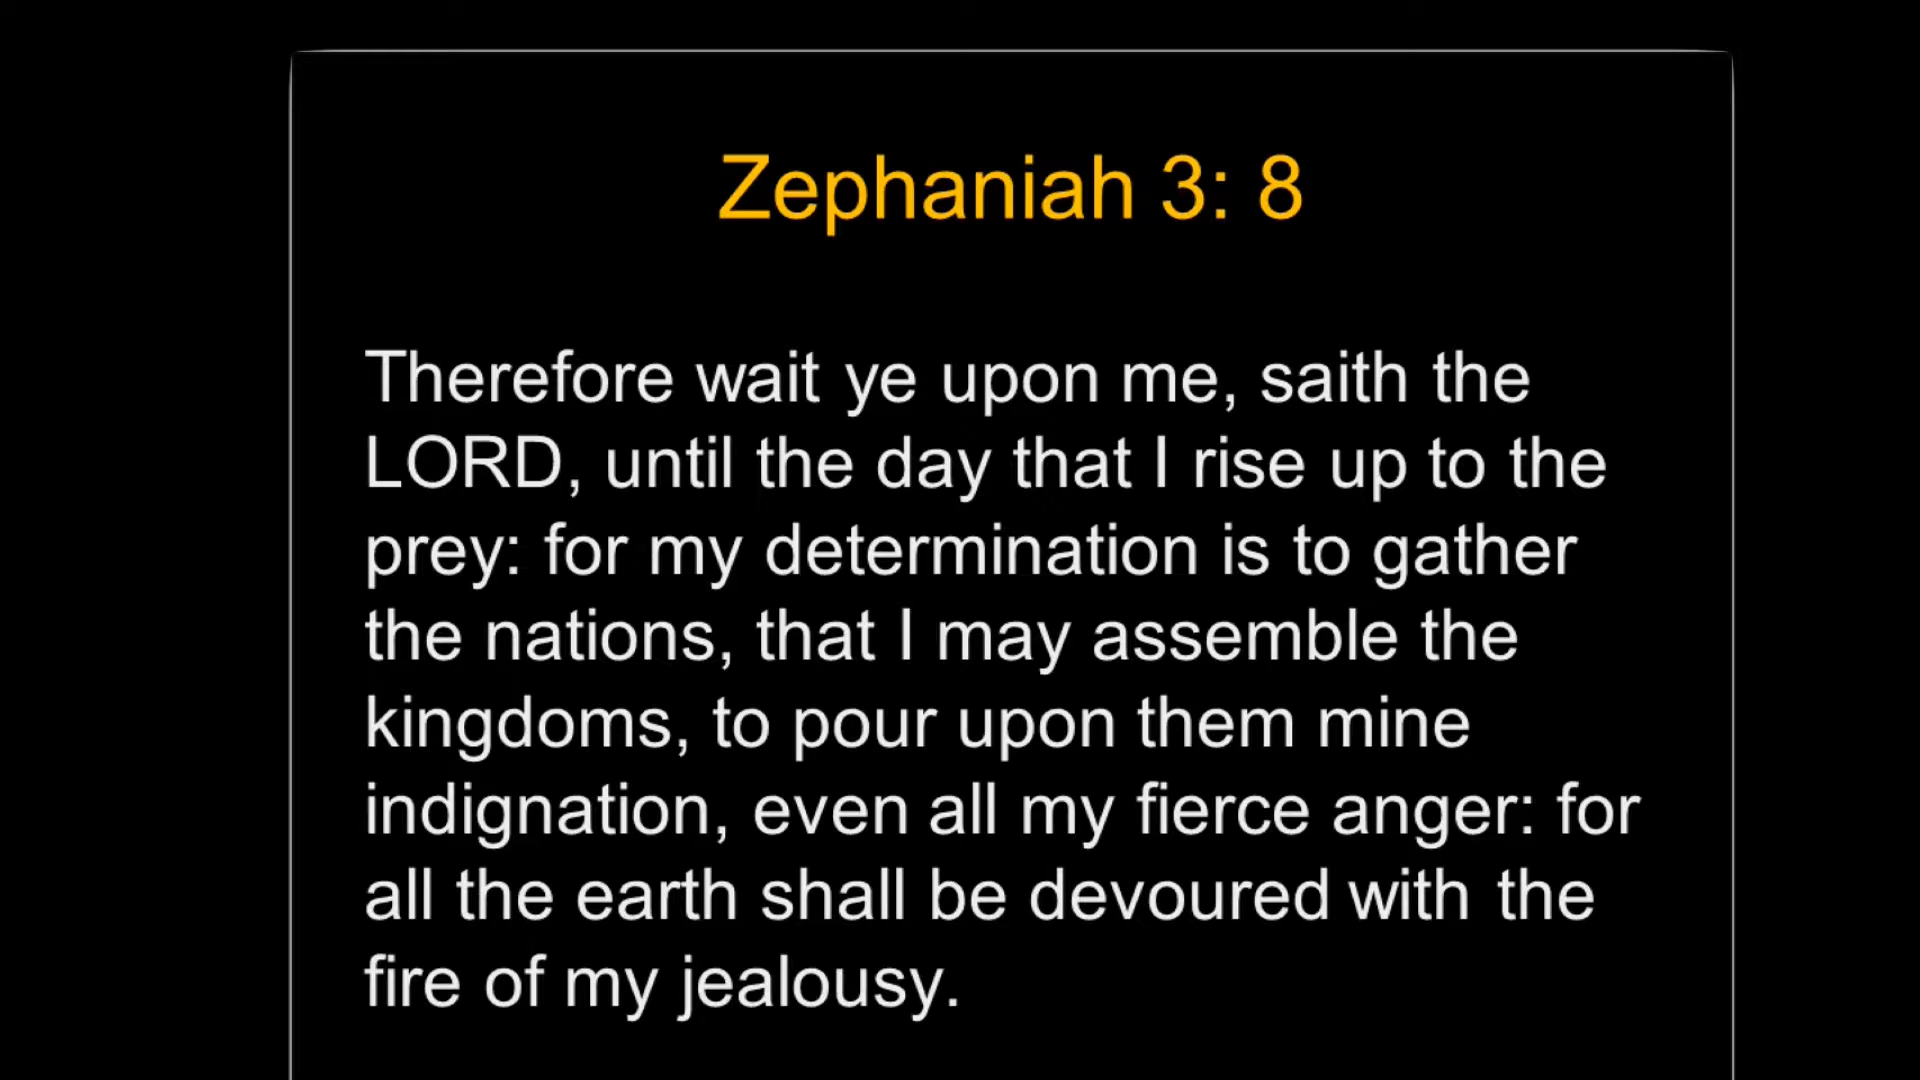 Zephaniah 3: 8
Therefore wait ye upon me, saith the
LORD, until the day that I rise up to the
prey: for my determination is to gather
the nations, that I may assemble the
kingdoms, to pour upon them mine
indignation, even all my fierce anger: for
all the earth shall be devoured with the
fire of my jealousy.